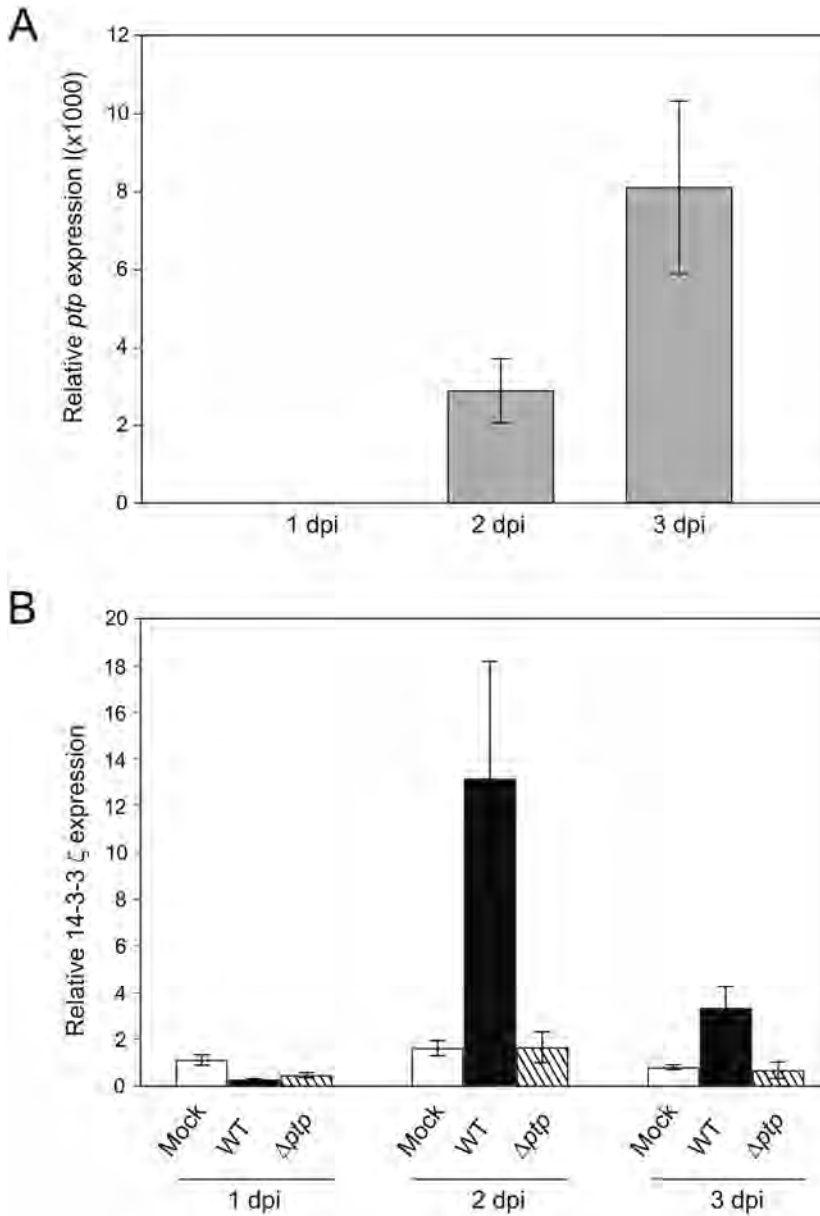 A
Relative ptp expression I(x1000)
12
10
8
6
4
2
0
1 dpi 2 dpi 3 dpi
B
Relative 14-3-3 ζ expression
20
18
16
14
12
10
8
6
4
2
0
Mock WT Δptp Mock WT Δptp Mock WT Δptp
1 dpi 2 dpi 3 dpi